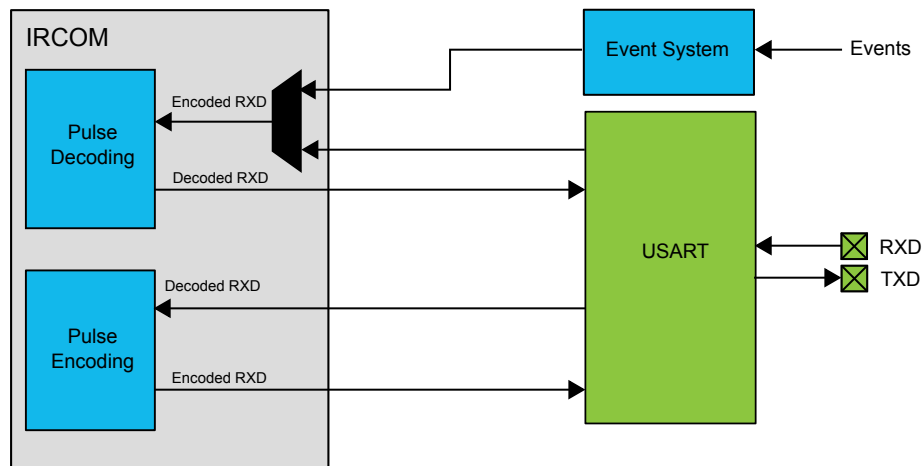 IRCOM
Event System
Events
Encoded RXD
Pulse
Decoding
Decoded RXD
USART
RXD
TXD
Decoded RXD
Pulse
Encoding
Encoded RXD